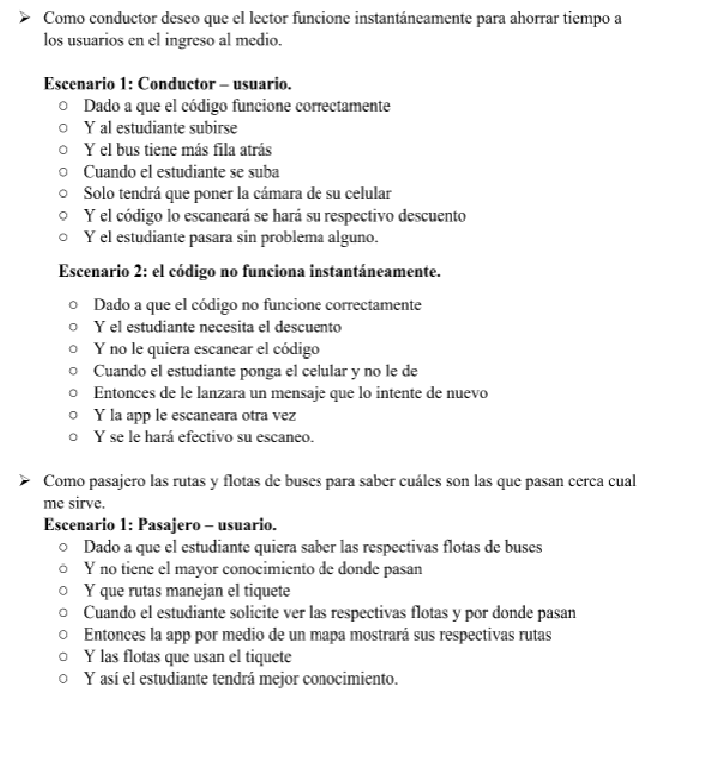 ➤ Como conductor deseo que el lector funcione instantáneamente para ahorrar tiempo a
los usuarios en el ingreso al medio.
Escenario 1: Conductor – usuario.
○ Dado a que el código funcione correctamente
○ Y al estudiante subirse
○ Y el bus tiene más fila atrás
○ Cuando el estudiante se suba
○ Solo tendrá que poner la cámara de su celular
○ Y el código lo escaneará se hará su respectivo descuento
○ Y el estudiante pasara sin problema alguno.
Escenario 2: el código no funciona instantáneamente.
○ Dado a que el código no funcione correctamente
○ Y el estudiante necesita el descuento
○ Y no le quiera escanear el código
○ Cuando el estudiante ponga el celular y no le de
○ Entonces de le lanzara un mensaje que lo intente de nuevo
○ Y la app le escaneara otra vez
○ Y se le hará efectivo su escaneo.
➤ Como pasajero las rutas y flotas de buses para saber cuáles son las que pasan cerca cual
me sirve.
Escenario 1: Pasajero – usuario.
○ Dado a que el estudiante quiera saber las respectivas flotas de buses
○ Y no tiene el mayor conocimiento de donde pasan
○ Y que rutas manejan el tiquete
○ Cuando el estudiante solicite ver las respectivas flotas y por donde pasan
○ Entonces la app por medio de un mapa mostrará sus respectivas rutas
○ Y las flotas que usan el tiquete
○ Y así el estudiante tendrá mejor conocimiento.